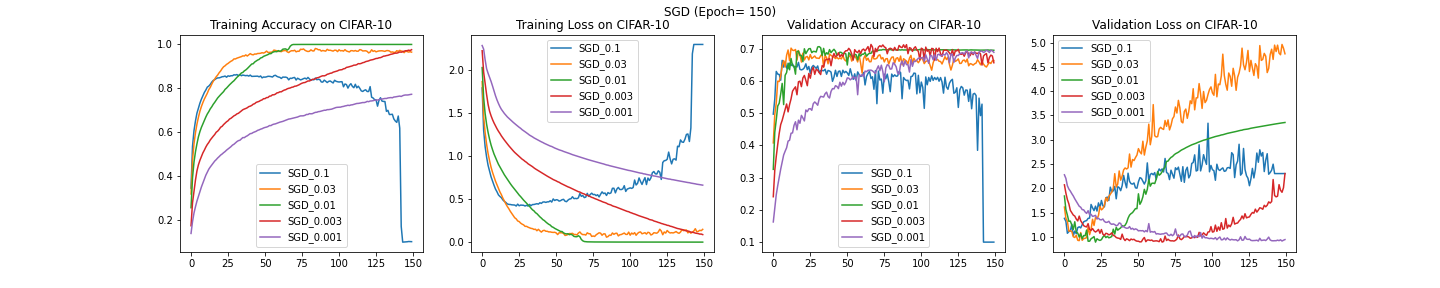 SGD (Epoch= 150)
Training Accuracy on CIFAR-10
1.0
0.8
0.6
0.4
0.2
0 25 50 75 100 125 150
SGD_0.1
SGD_0.03
SGD_0.01
SGD_0.003
SGD_0.001
Training Loss on CIFAR-10
2.0
1.5
1.0
0.5
0.0
0 25 50 75 100 125 150
SGD_0.1
SGD_0.03
SGD_0.01
SGD_0.003
SGD_0.001
Validation Accuracy on CIFAR-10
0.7
0.6
0.5
0.4
0.3
0.2
0.1
0 25 50 75 100 125 150
SGD_0.1
SGD_0.03
SGD_0.01
SGD_0.003
SGD_0.001
Validation Loss on CIFAR-10
5.0
4.5
4.0
3.5
3.0
2.5
2.0
1.5
1.0
0 25 50 75 100 125 150
SGD_0.1
SGD_0.03
SGD_0.01
SGD_0.003
SGD_0.001